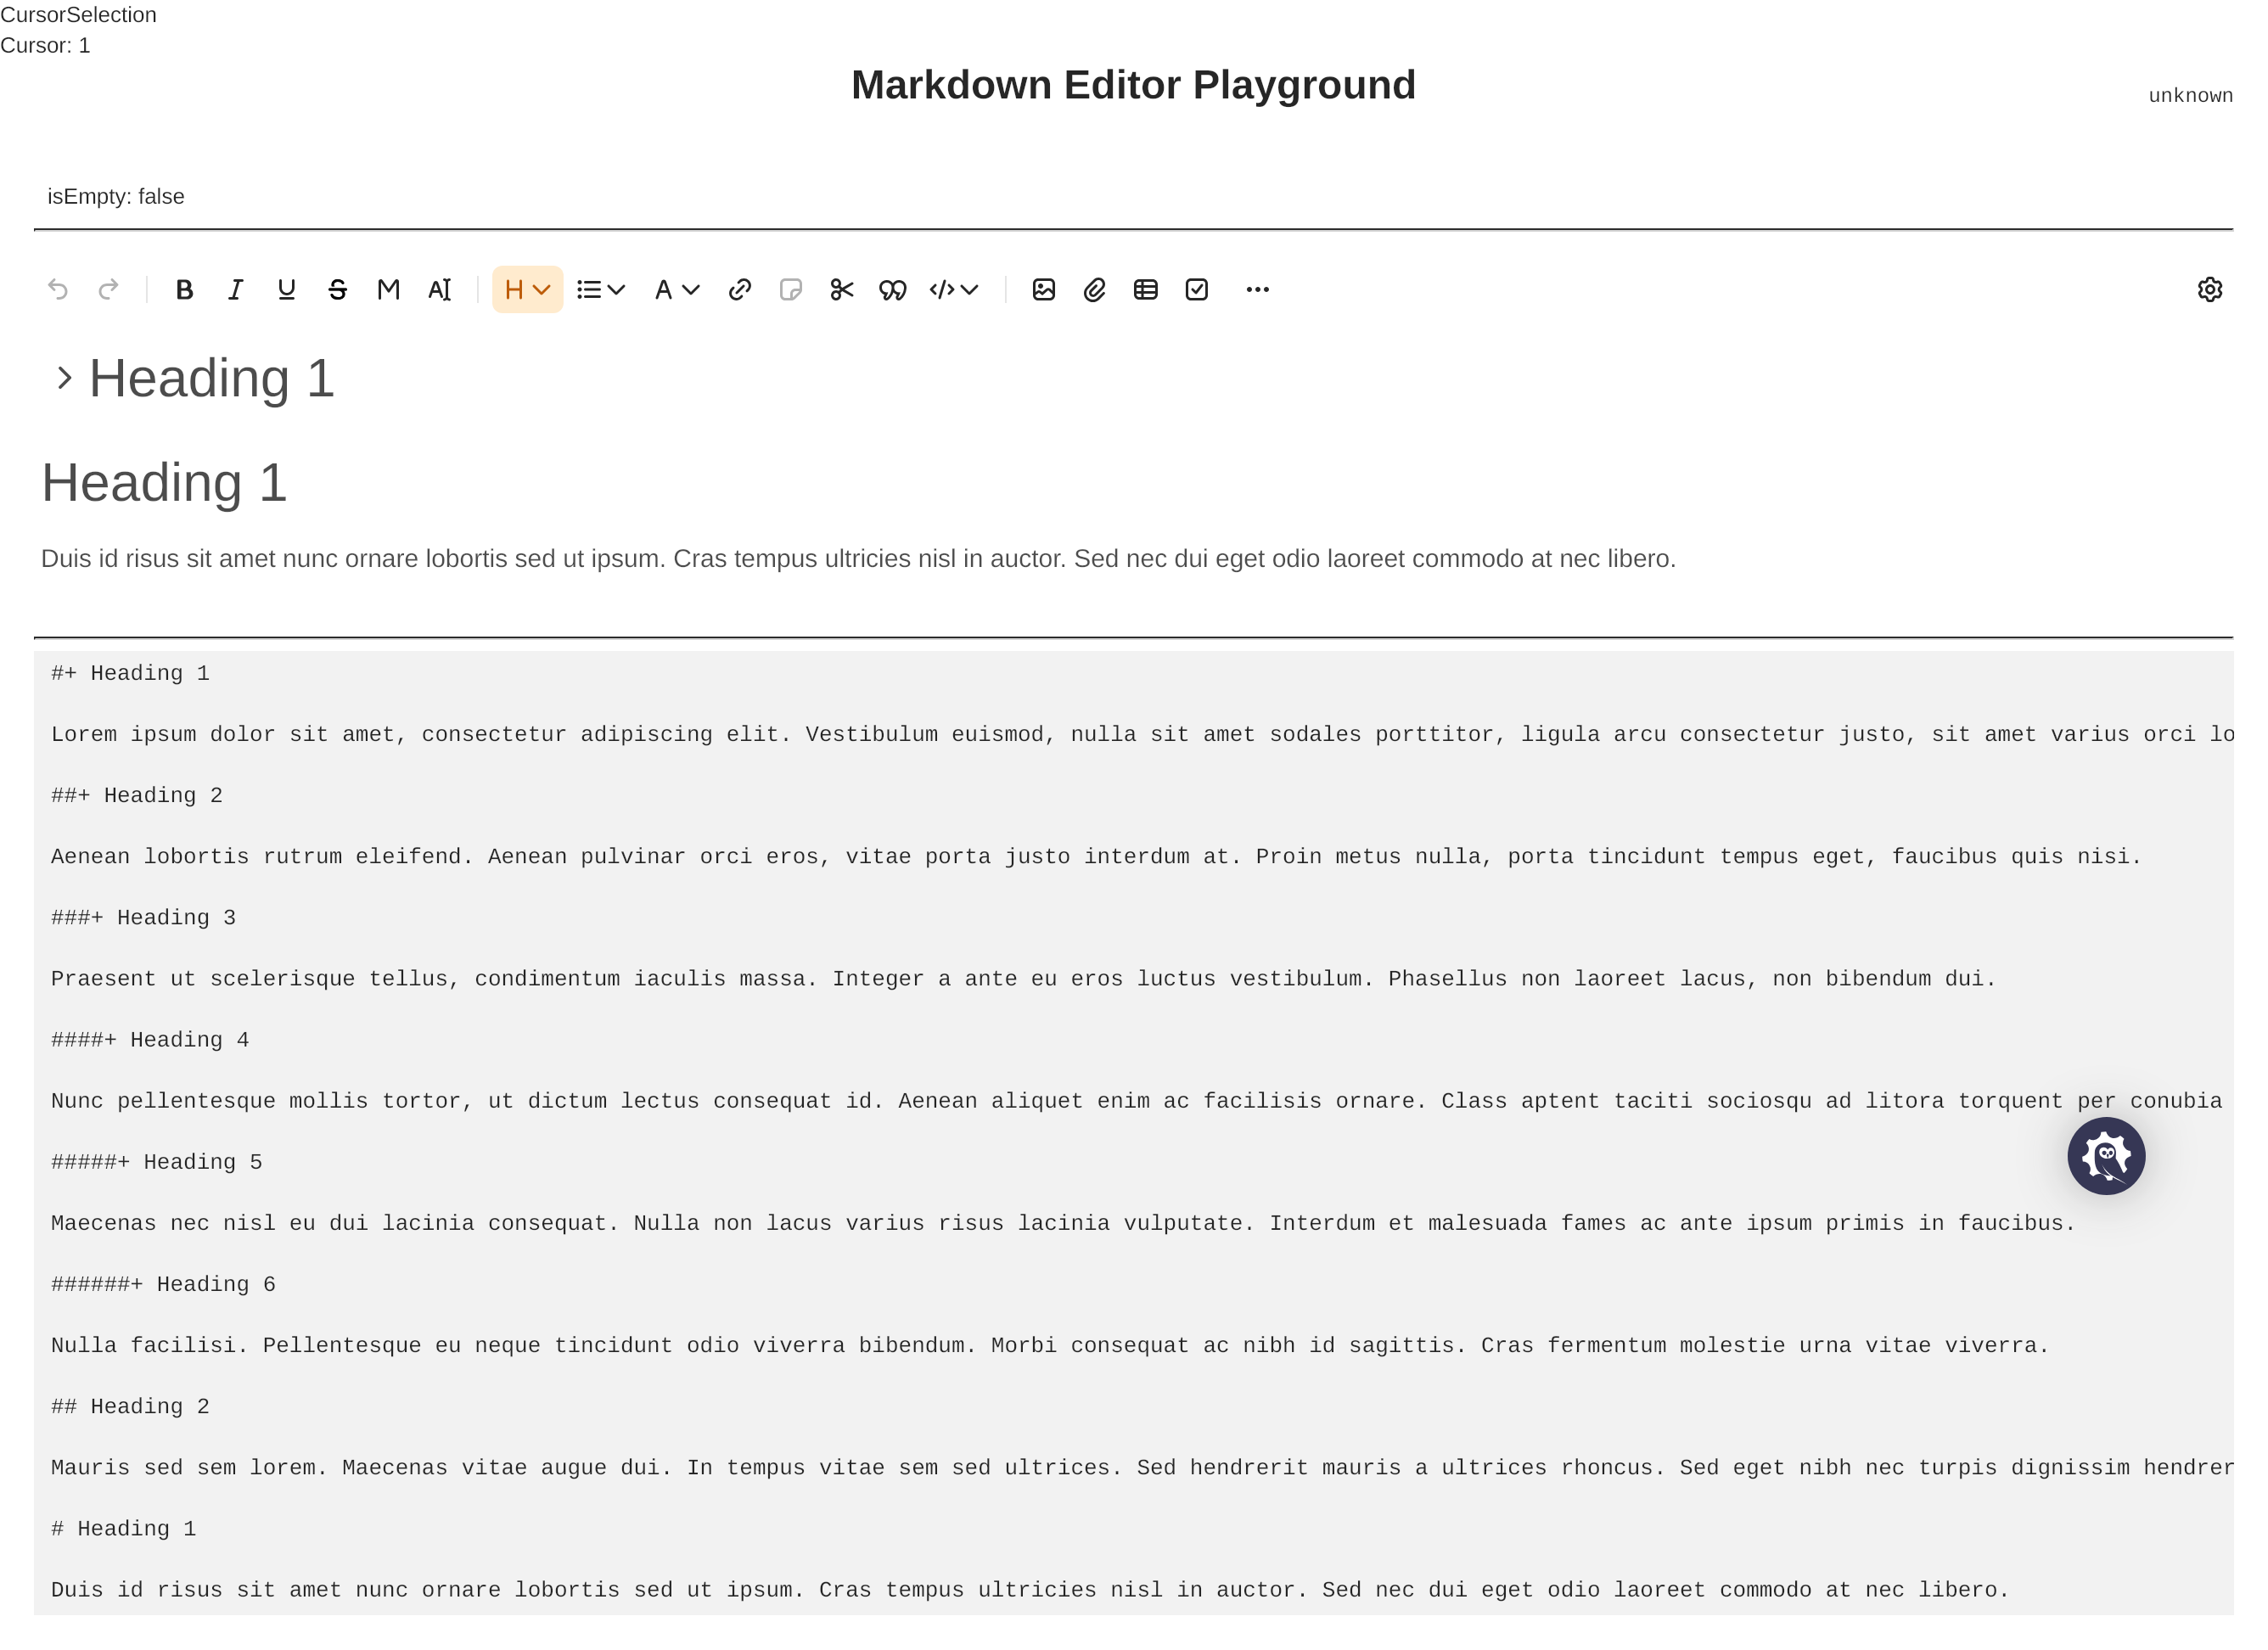 CursorSelection
Cursor: 1
Markdown Editor Playground
unknown
isEmpty: false
Heading 1
Heading 1
Duis id risus sit amet nunc ornare lobortis sed ut ipsum. Cras tempus ultricies nisl in auctor. Sed nec dui eget odio laoreet commodo at nec libero.
#+ Heading 1
Lorem ipsum dolor sit amet, consectetur adipiscing elit. Vestibulum euismod, nulla sit amet sodales porttitor, ligula arcu consectetur justo, sit amet varius orci lo
##+ Heading 2
Aenean lobortis rutrum eleifend. Aenean pulvinar orci eros, vitae porta justo interdum at. Proin metus nulla, porta tincidunt tempus eget, faucibus quis nisi.
###+ Heading 3
Praesent ut scelerisque tellus, condimentum iaculis massa. Integer a ante eu eros luctus vestibulum. Phasellus non laoreet lacus, non bibendum dui.
####+ Heading 4
Nunc pellentesque mollis tortor, ut dictum lectus consequat id. Aenean aliquet enim ac facilisis ornare. Class aptent taciti sociosqu ad litora torquent per conubia
#####+ Heading 5
Maecenas nec nisl eu dui lacinia consequat. Nulla non lacus varius risus lacinia vulputate. Interdum et malesuada fames ac ante ipsum primis in faucibus.
######+ Heading 6
Nulla facilisi. Pellentesque eu neque tincidunt odio viverra bibendum. Morbi consequat ac nibh id sagittis. Cras fermentum molestie urna vitae viverra.
## Heading 2
Mauris sed sem lorem. Maecenas vitae augue dui. In tempus vitae sem sed ultrices. Sed hendrerit mauris a ultrices rhoncus. Sed eget nibh nec turpis dignissim hendrer
# Heading 1
Duis id risus sit amet nunc ornare lobortis sed ut ipsum. Cras tempus ultricies nisl in auctor. Sed nec dui eget odio laoreet commodo at nec libero.